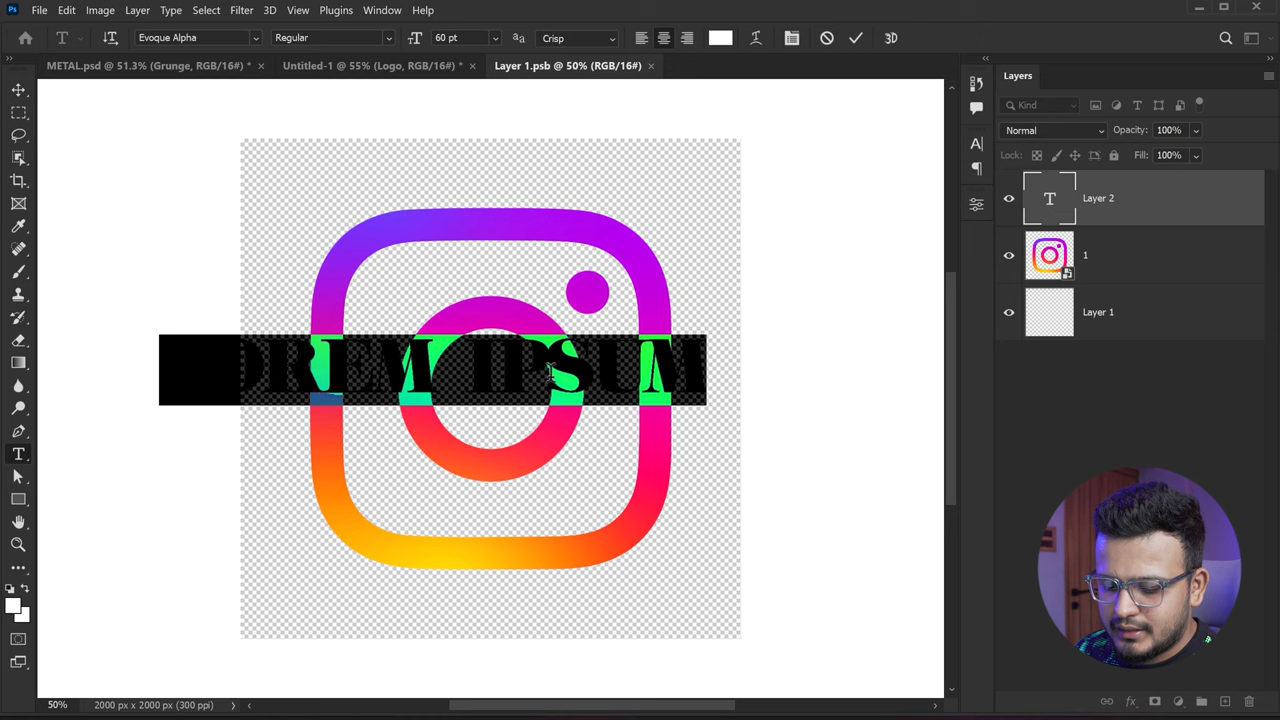 Ps File Edit Image Layer Type Select Filter 3D View Plugins Window Help
T Evoque Alpha Regular 60 pt Crisp 3D
METAL.psd @ 51.3% (Grunge, RGB/16#) * Untitled-1 @ 55% (Logo, RGB/16#) * Layer 1.psb @ 50% (RGB/16#)
Layers
Kind
Normal Opacity: 100%
Lock: Fill: 100%
T Layer 2
1
Layer 1
LOREM IPSUM
50% 2000 px x 2000 px (300 ppi)